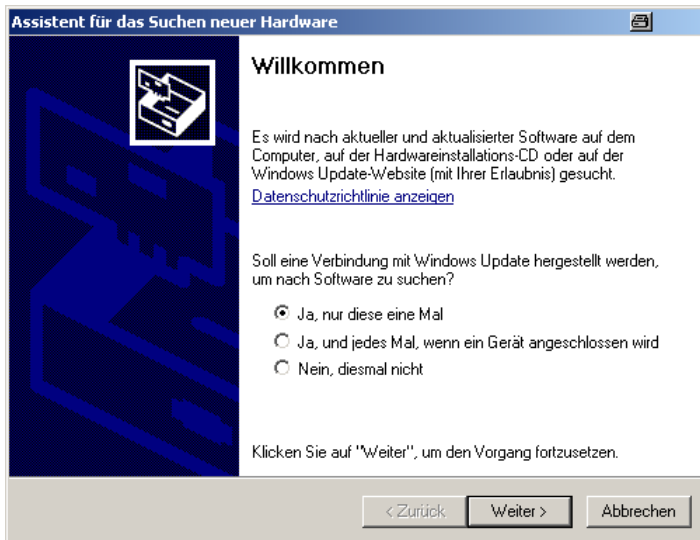 Assistent für das Suchen neuer Hardware
Willkommen
Es wird nach aktueller und aktualisierter Software auf dem
Computer, auf der Hardwareinstallations-CD oder auf der
Windows Update-Website (mit Ihrer Erlaubnis) gesucht.
Datenschutzrichtlinie anzeigen
Soll eine Verbindung mit Windows Update hergestellt werden,
um nach Software zu suchen?
Ja, nur diese eine Mal
Ja, und jedes Mal, wenn ein Gerät angeschlossen wird
Nein, diesmal nicht
Klicken Sie auf "Weiter", um den Vorgang fortzusetzen.
< Zurück Weiter > Abbrechen